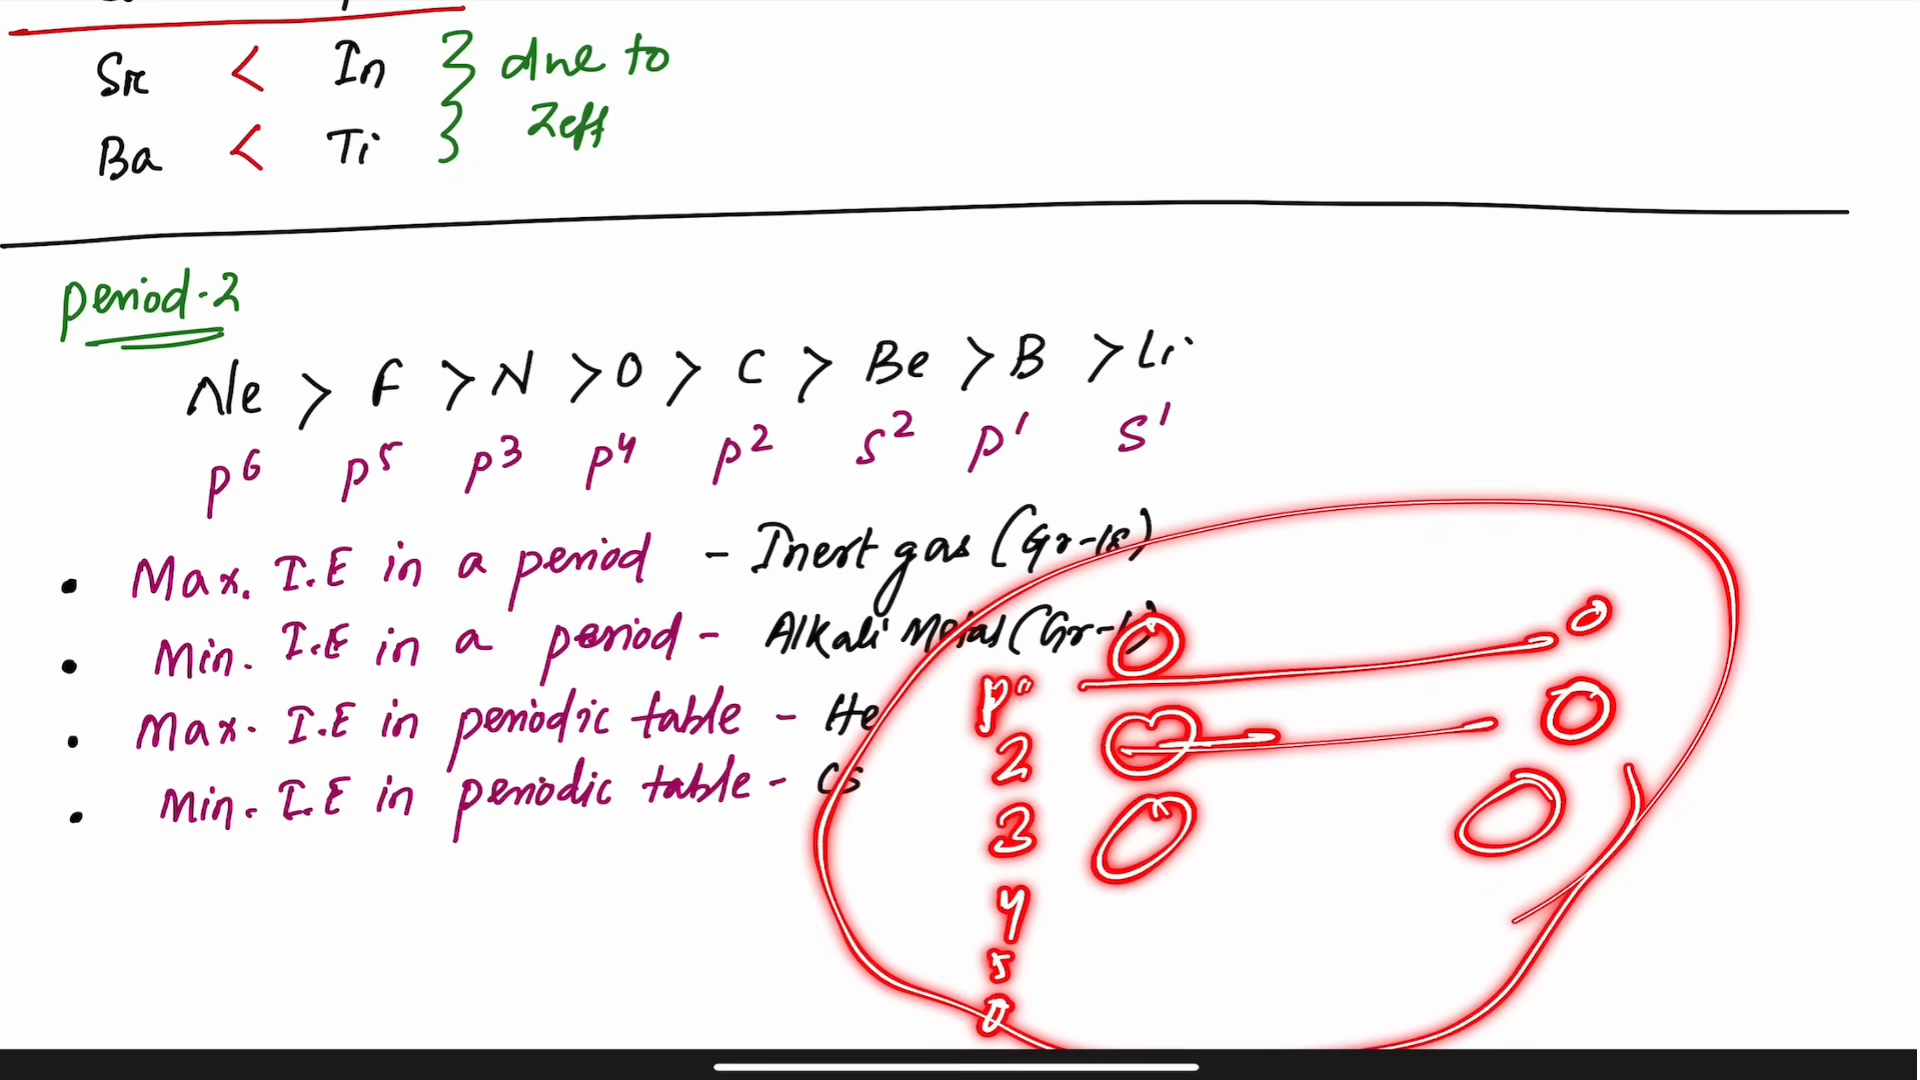 Sr < In } due to
Ba < Ti } Zeff
period-2
Ne > F > N > O > C > Be > B > Li
p6 p5 p3 p4 p2 s2 p1 s1
• Max. I.E in a period - Inert gas (Gr-18)
• Min. I.E in a period - Alkali Metal (Gr-1)
• Max. I.E in periodic table - He
• Min. I.E in periodic table - Cs
2
3
4
5